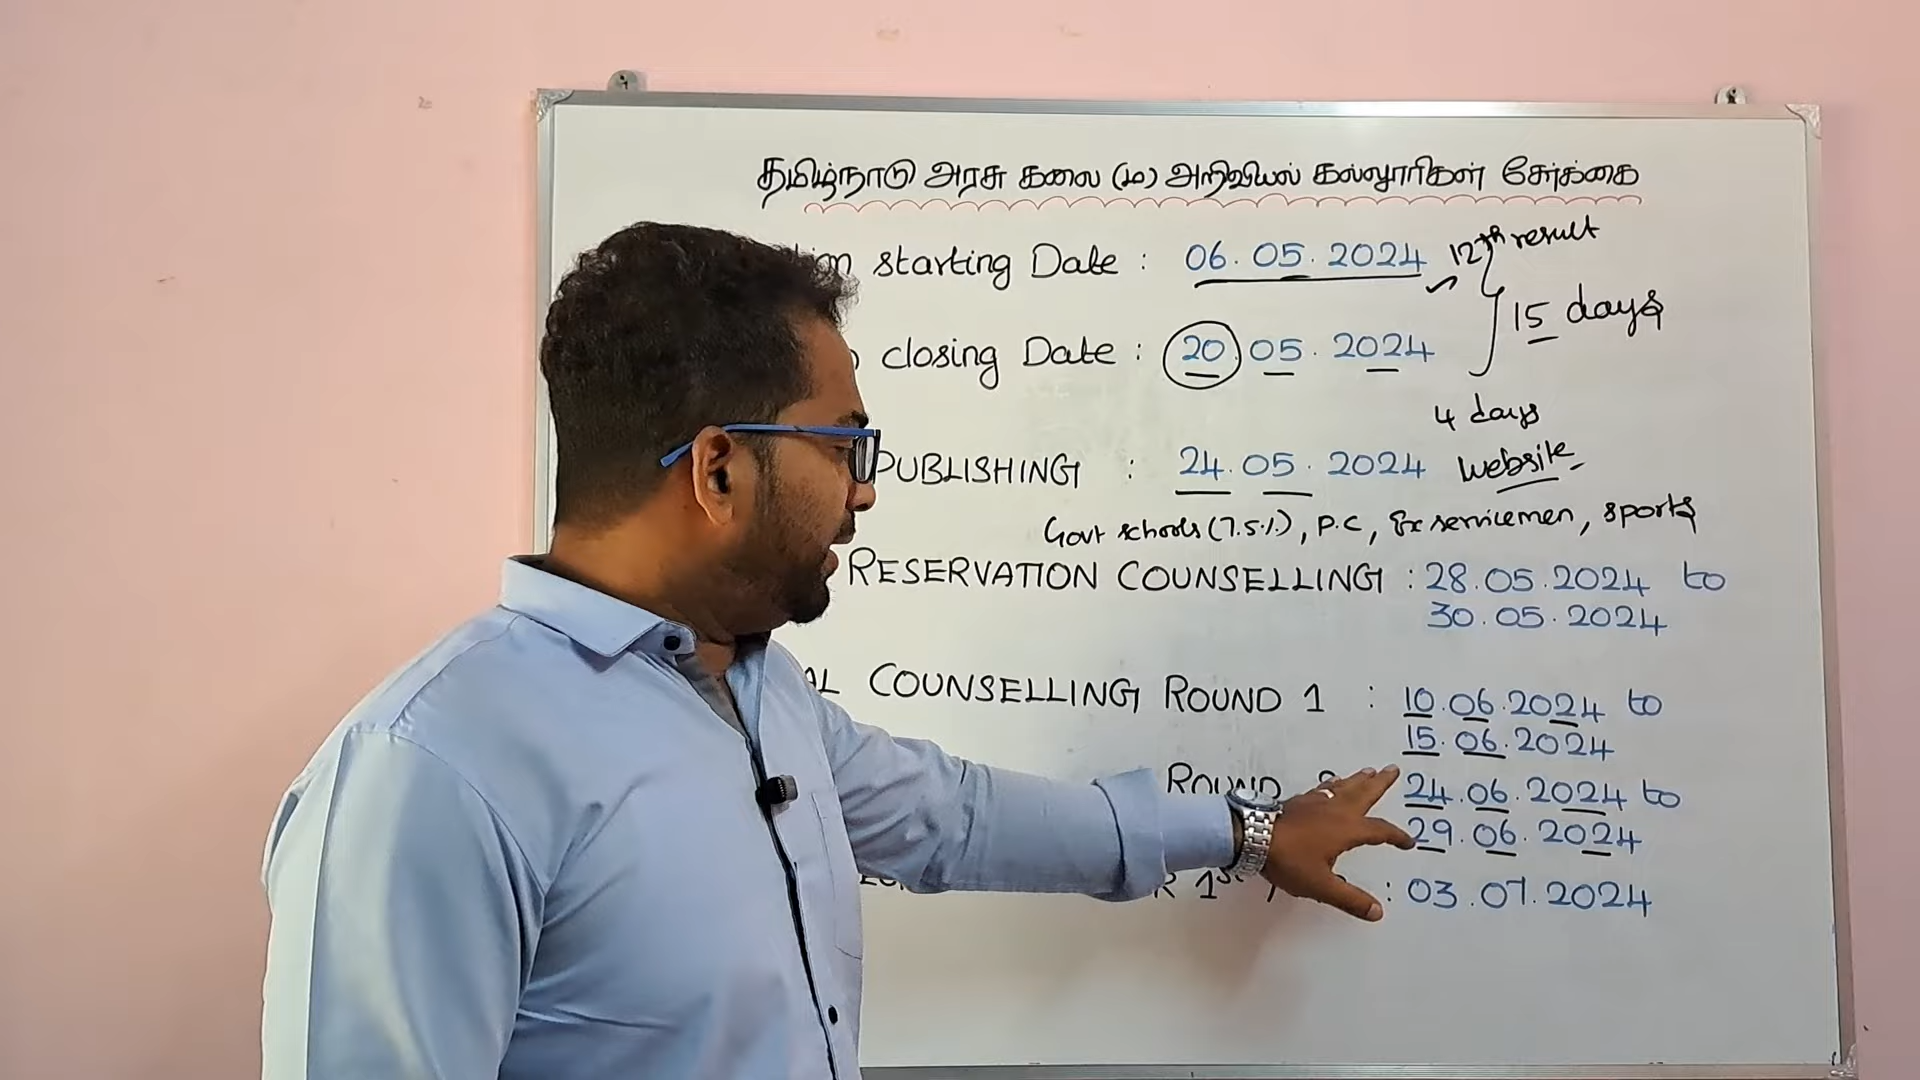 தமிழ்நாடு அரசு கலை (ம) அறிவியல் கல்லூரிகள் சேர்க்கை
starting Date : 06.05.2024 12th result
15 days
closing Date : 20.05.2024
4 days
PUBLISHING : 24.05.2024 website
Govt schools (7.5%), P.C, Ex servicemen, sports
RESERVATION COUNSELLING : 28.05.2024 to
30.05.2024
COUNSELLING ROUND 1 : 10.06.2024 to
15.06.2024
ROUND 24.06.2024 to
29.06.2024
1st : 03.07.2024